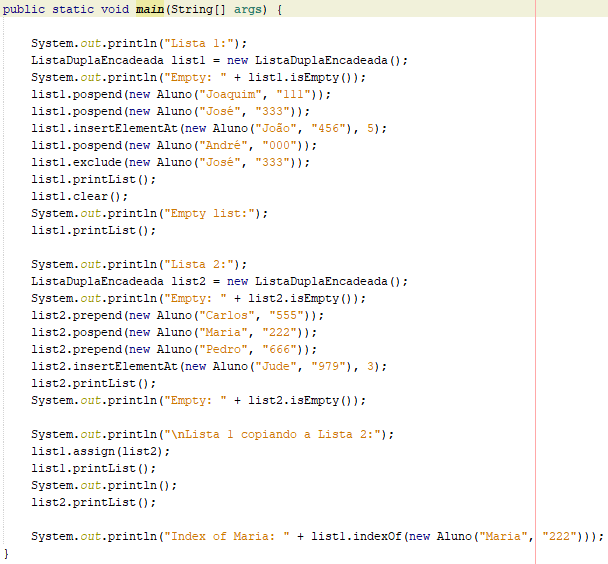 public static void main(String[] args) {
System.out.println("Lista 1:");
ListaDuplaEncadeada list1 = new ListaDuplaEncadeada();
System.out.println("Empty: " + list1.isEmpty());
list1.pospend(new Aluno("Joaquim", "111"));
list1.pospend(new Aluno("José", "333"));
list1.insertElementAt(new Aluno("João", "456"), 5);
list1.pospend(new Aluno("André", "000"));
list1.exclude(new Aluno("José", "333"));
list1.printList();
list1.clear();
System.out.println("Empty list:");
list1.printList();
System.out.println("Lista 2:");
ListaDuplaEncadeada list2 = new ListaDuplaEncadeada();
System.out.println("Empty: " + list2.isEmpty());
list2.prepend(new Aluno("Carlos", "555"));
list2.pospend(new Aluno("Maria", "222"));
list2.prepend(new Aluno("Pedro", "666"));
list2.insertElementAt(new Aluno("Jude", "979"), 3);
list2.printList();
System.out.println("Empty: " + list2.isEmpty());
System.out.println("\nLista 1 copiando a Lista 2:");
list1.assign(list2);
list1.printList();
System.out.println();
list2.printList();
System.out.println("Index of Maria: " + list1.indexOf(new Aluno("Maria", "222")));
}